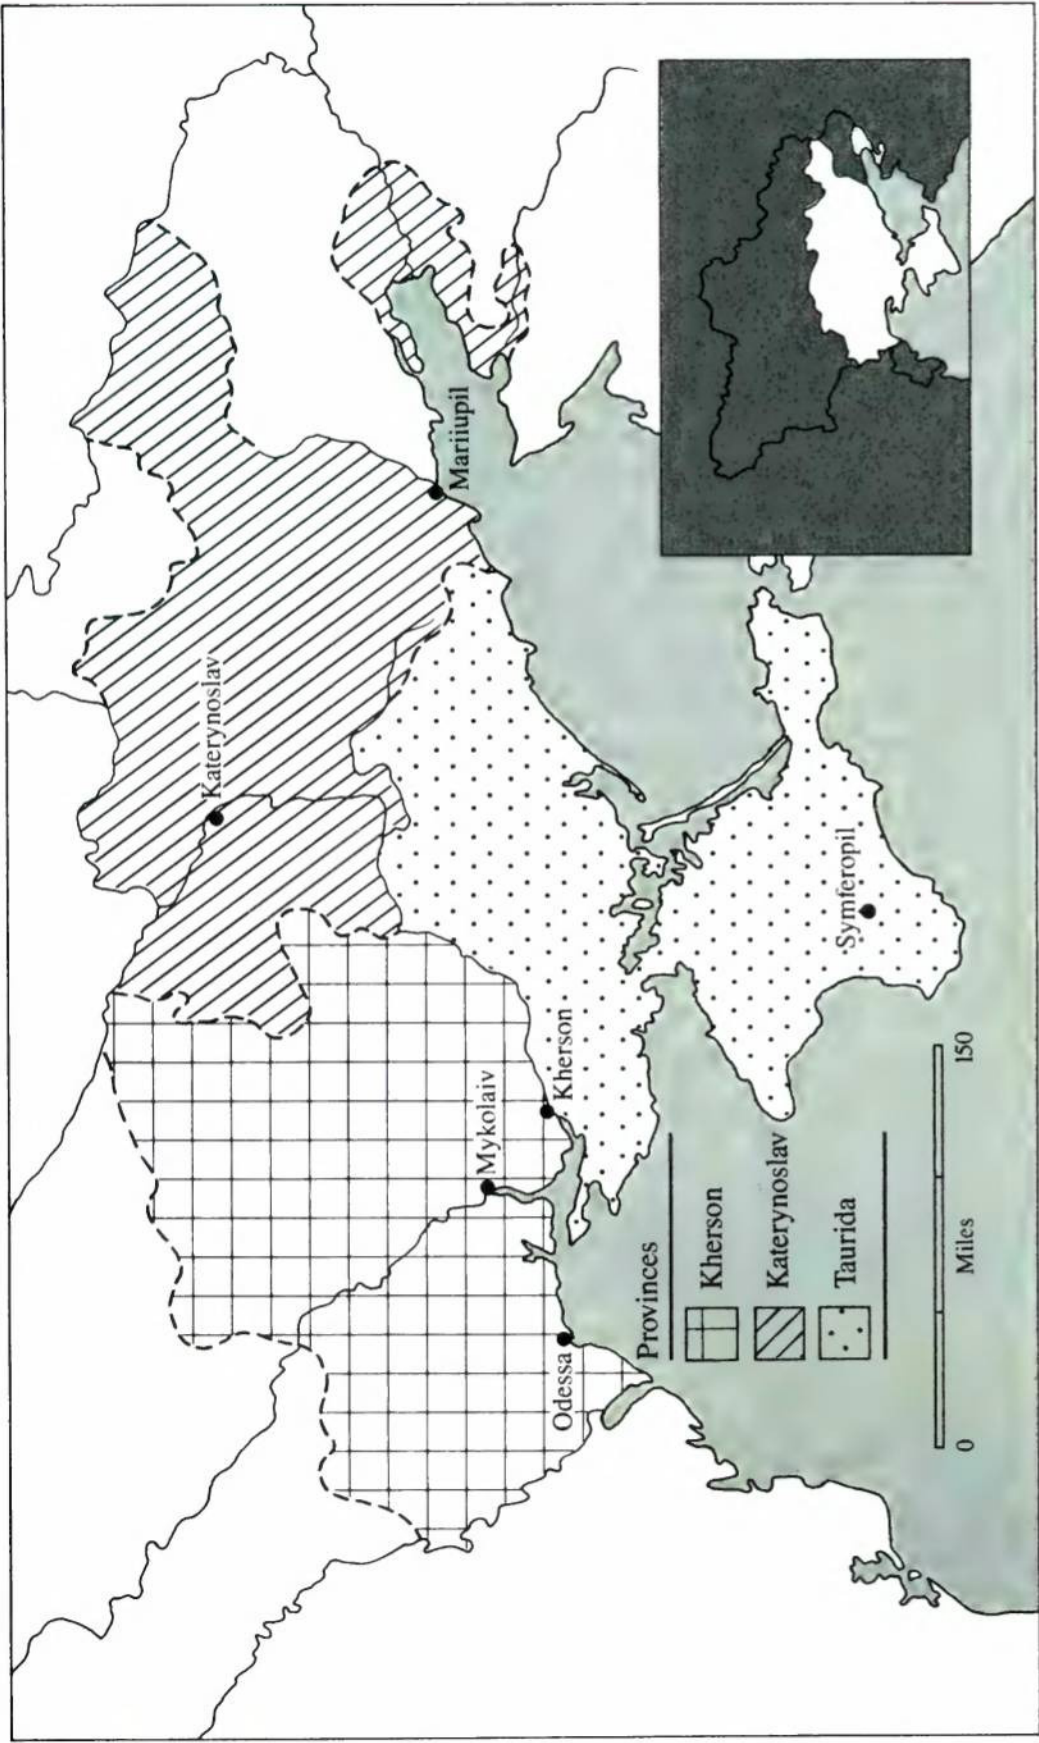 Katerynoslav
Mariiupil
Mykolaiv
Kherson
Odessa
Symferopil
Provinces
Kherson
Katerynoslav
Taurida
0
150
Miles